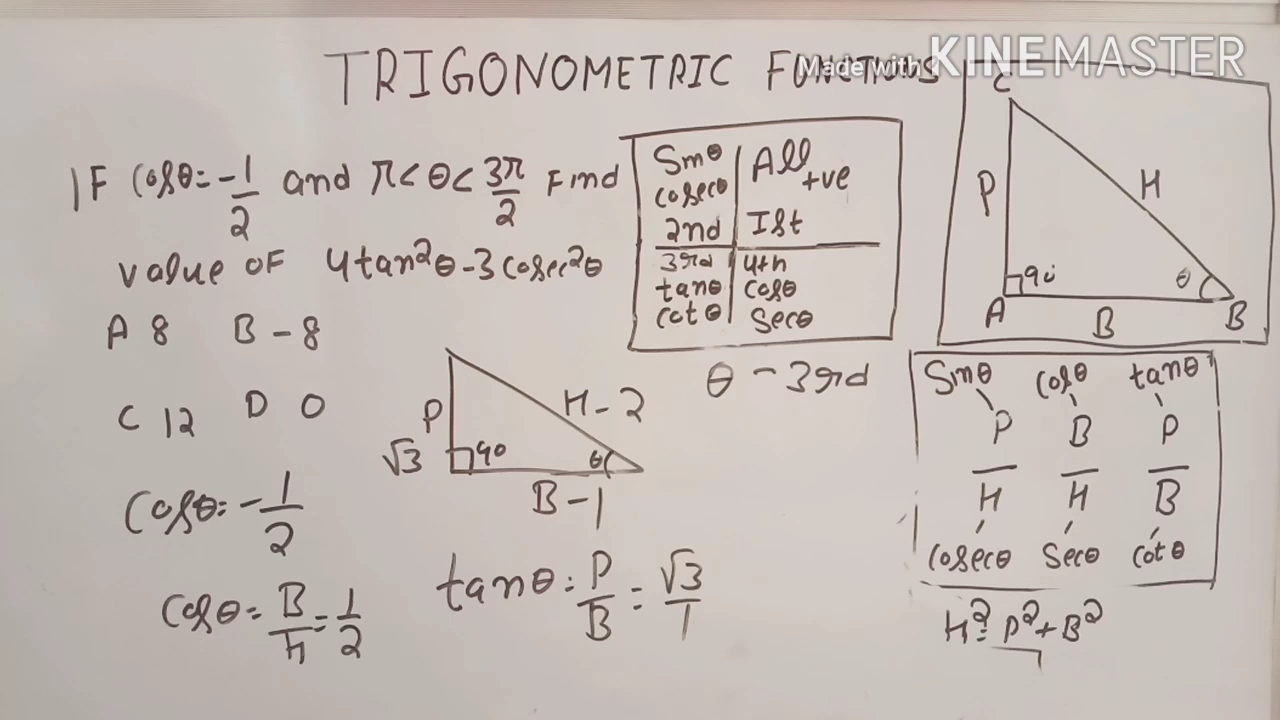 TRIGONOMETRIC FUNCTIONS
Made with KINEMASTER
IF Cosθ = -1/2 and π < θ < 3π/2 Find
value OF 4tan²θ - 3cosec²θ
A 8 B - 8
C 12 D 0
Cosθ = -1/2
Cosθ = B/H = 1/2
P
√3
90
θ
H - 2
B - 1
tanθ = P/B = √3/1
Sinθ | All
cosecθ | +ve
2nd | Ist
3rd | 4th
tanθ | cosθ
cotθ | Secθ
θ - 3rd
C
P
H
90°
θ
A
B
B
Sinθ Cosθ tanθ
P B P
H H B
Cosecθ Secθ Cotθ
H² = P² + B²